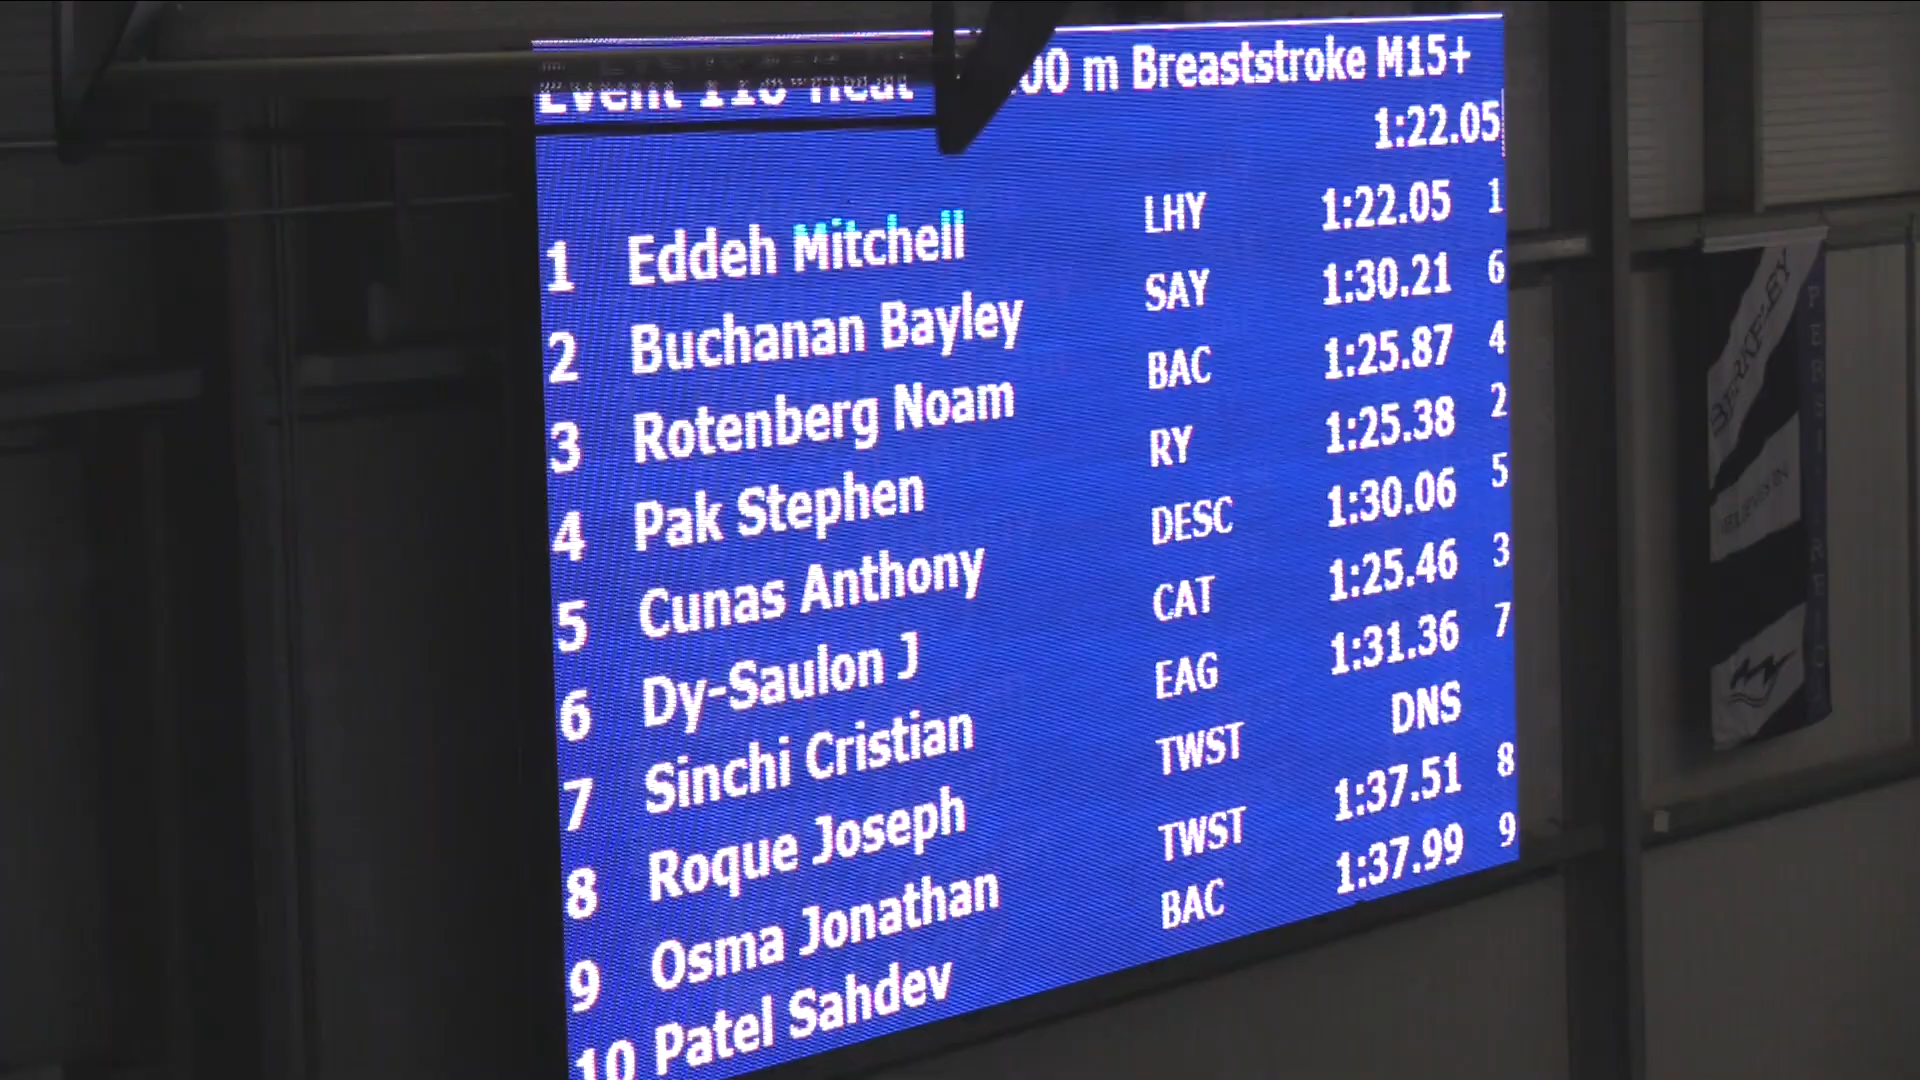 Event 116 Heat 00 m Breaststroke M15+
1:22.05
1 Eddeh Mitchell LHY 1:22.05 1
2 Buchanan Bayley SAY 1:30.21 6
3 Rotenberg Noam BAC 1:25.87 4
4 Pak Stephen RY 1:25.38 2
5 Cunas Anthony DESC 1:30.06 5
6 Dy-Saulon J CAT 1:25.46 3
7 Sinchi Cristian EAG 1:31.36 7
8 Roque Joseph TWST DNS
9 Osma Jonathan TWST 1:37.51 8
10 Patel Sahdev BAC 1:37.99 9
BERKELEY